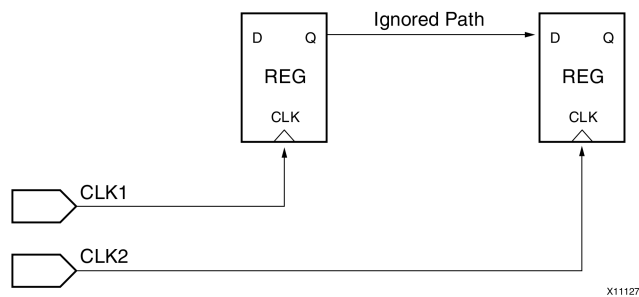 Ignored Path
D Q
D Q
REG
REG
CLK
CLK
CLK1
CLK2
X11127